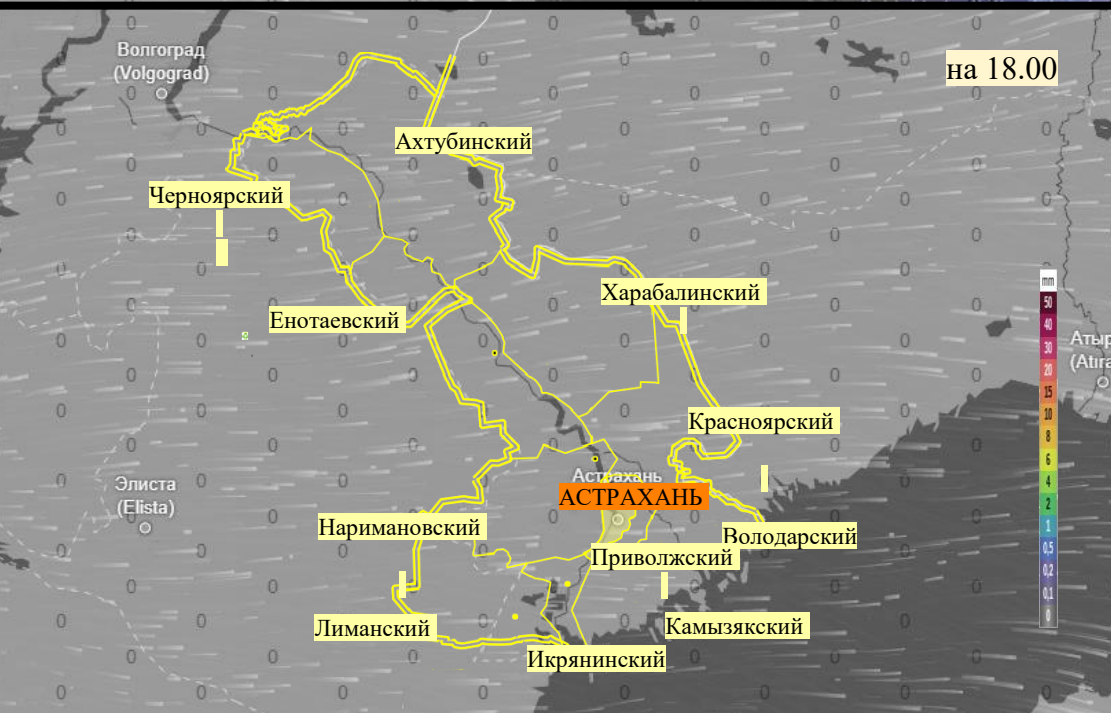 Волгоград
(Volgograd)
на 18.00
Ахтубинский
Черноярский
Харабалинский
Енотаевский
mm
50
40
30
20
15
10
8
6
4
2
1
0,5
0,2
0,1
0
Атыр
(Atıra
Красноярский
Астрахань
АСТРАХАНЬ
Элиста
(Elista)
Наримановский
Володарский
Приволжский
Лиманский
Камызякский
Икрянинский